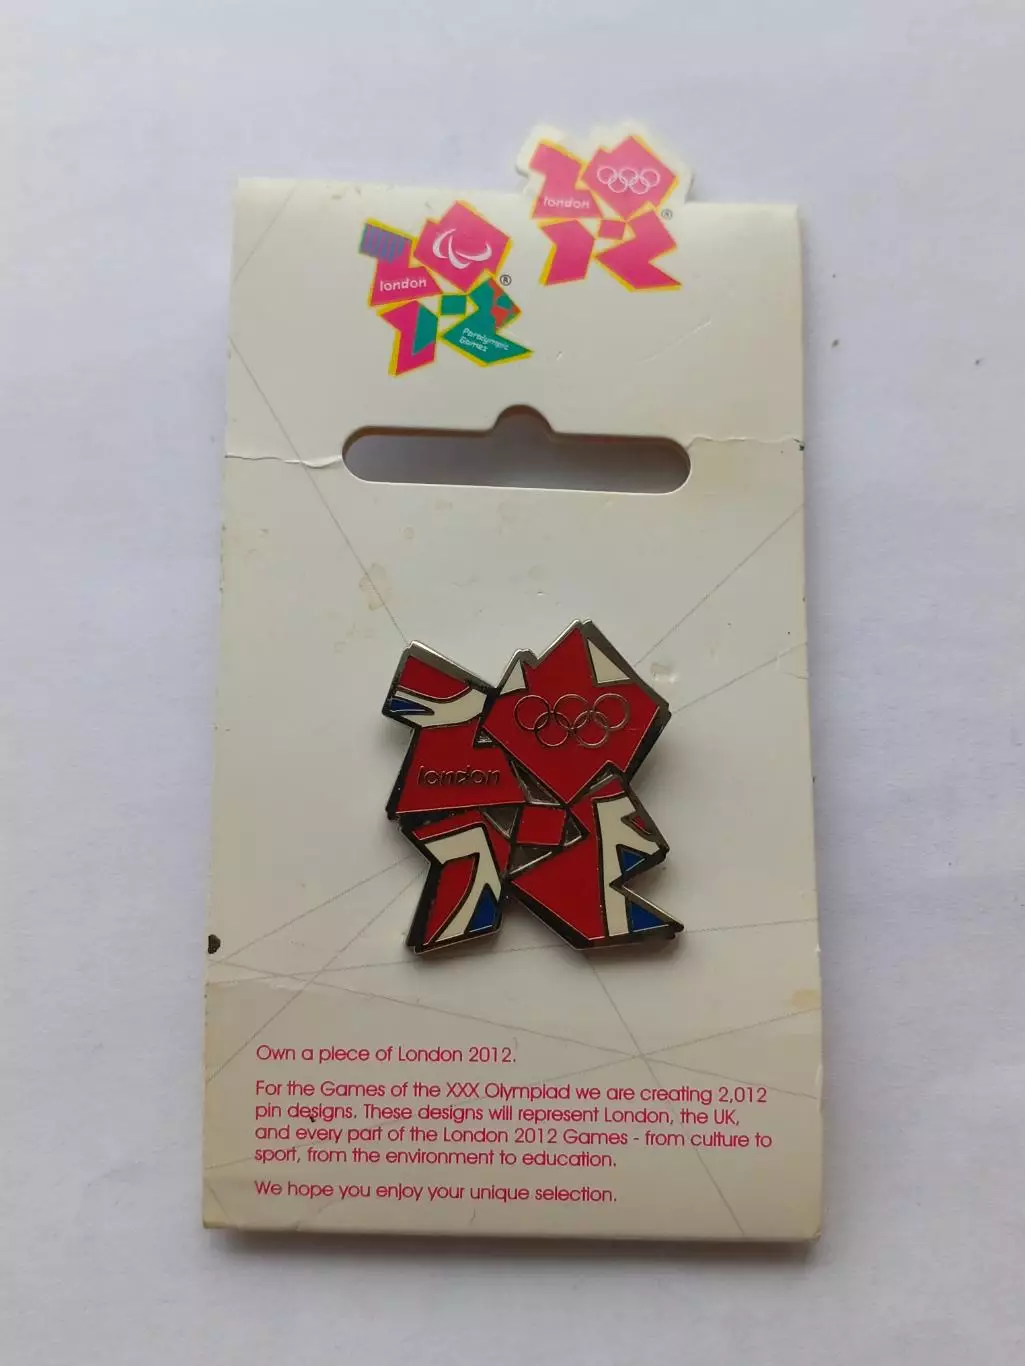 london
®
london
®
Paralympic
Games
london
Own a piece of London 2012.
For the Games of the XXX Olympiad we are creating 2,012
pin designs. These designs will represent London, the UK,
and every part of the London 2012 Games - from culture to
sport, from the environment to education.
We hope you enjoy your unique selection.